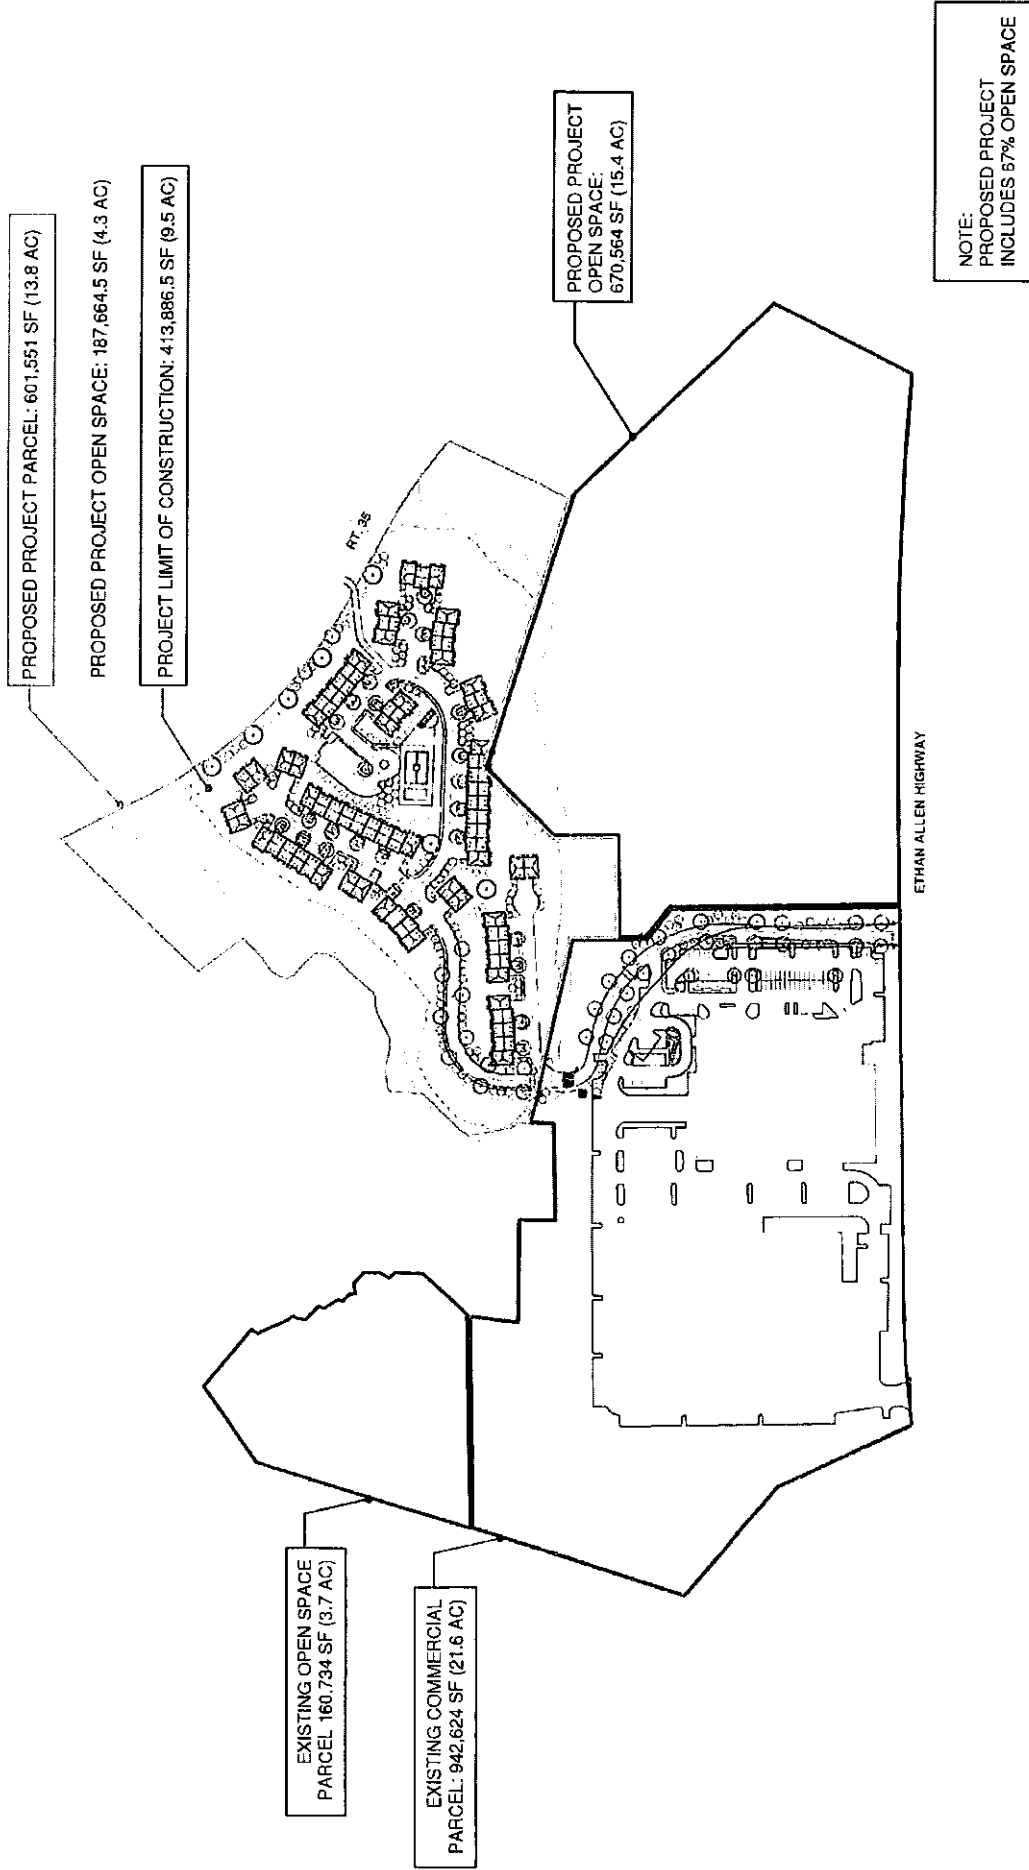 PROPOSED PROJECT PARCEL: 601,551 SF (13.8 AC)
PROPOSED PROJECT OPEN SPACE: 187,664.5 SF (4.3 AC)
PROJECT LIMIT OF CONSTRUCTION: 413,886.5 SF (9.5 AC)
EXISTING OPEN SPACE
PARCEL 160,734 SF (3.7 AC)
EXISTING COMMERCIAL
PARCEL: 942,624 SF (21.6 AC)
RT. 35
PROPOSED PROJECT
OPEN SPACE:
670,564 SF (15.4 AC)
ETHAN ALLEN HIGHWAY
NOTE:
PROPOSED PROJECT
INCLUDES 67% OPEN SPACE